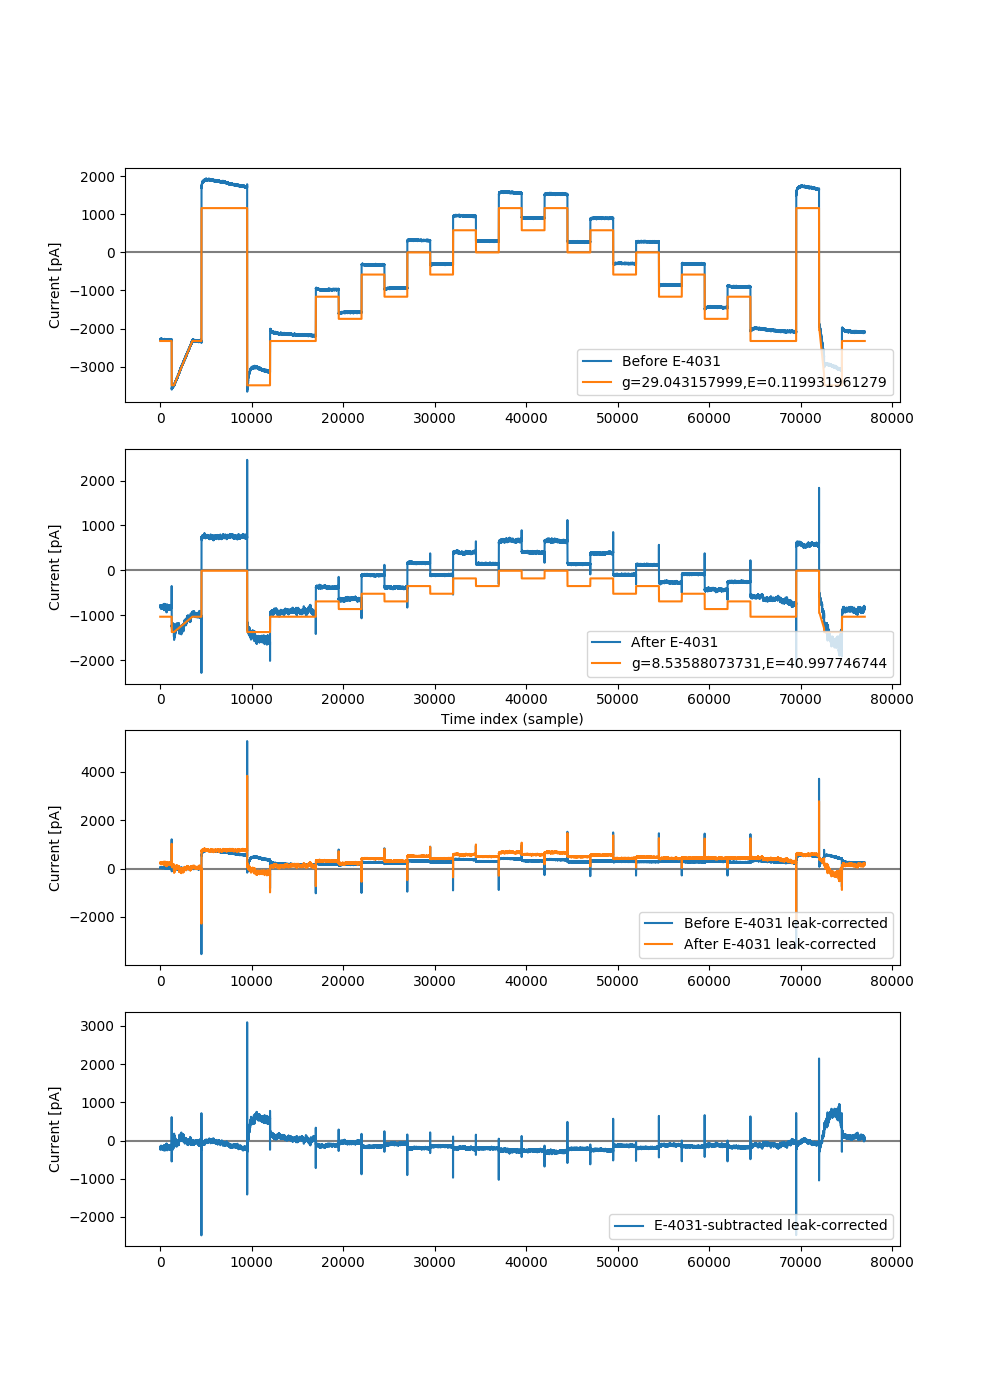 2000
1000
0
−1000
−2000
−3000
Current [pA]
Before E-4031
g=29.043157999,E=0.119931961279
0 10000 20000 30000 40000 50000 60000 70000 80000
2000
1000
0
−1000
−2000
Current [pA]
After E-4031
g=8.53588073731,E=40.997746744
0 10000 20000 30000 40000 50000 60000 70000 80000
Time index (sample)
4000
2000
0
−2000
Current [pA]
Before E-4031 leak-corrected
After E-4031 leak-corrected
0 10000 20000 30000 40000 50000 60000 70000 80000
3000
2000
1000
0
−1000
−2000
Current [pA]
E-4031-subtracted leak-corrected
0 10000 20000 30000 40000 50000 60000 70000 80000